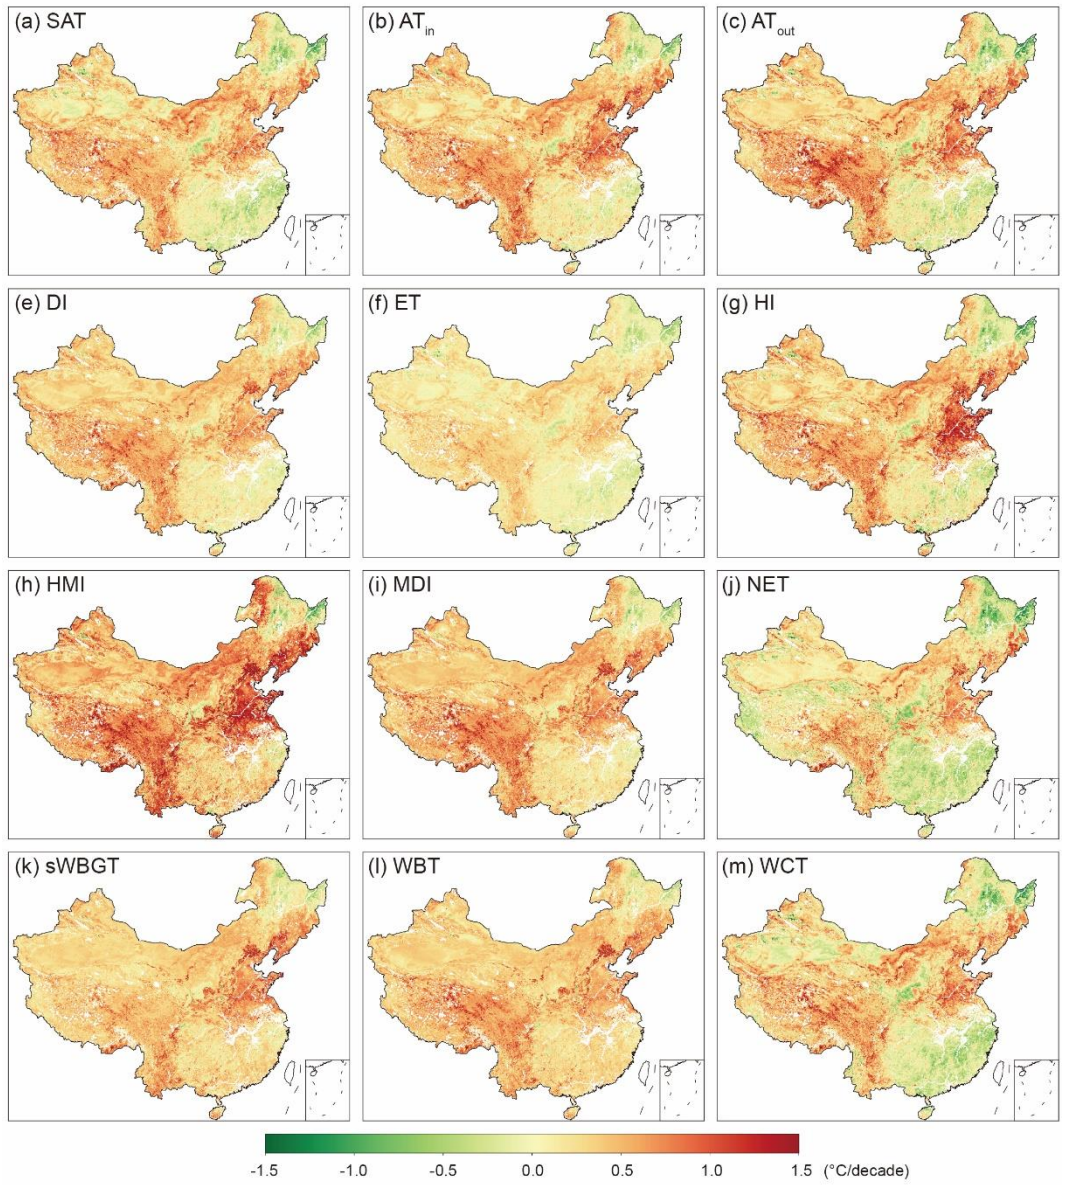 (a) SAT
(b) ATin
(c) ATout
(e) DI
(f) ET
(g) HI
(h) HMI
(i) MDI
(j) NET
(k) sWBGT
(l) WBT
(m) WCT
-1.5 -1.0 -0.5 0.0 0.5 1.0 1.5 (°C/decade)